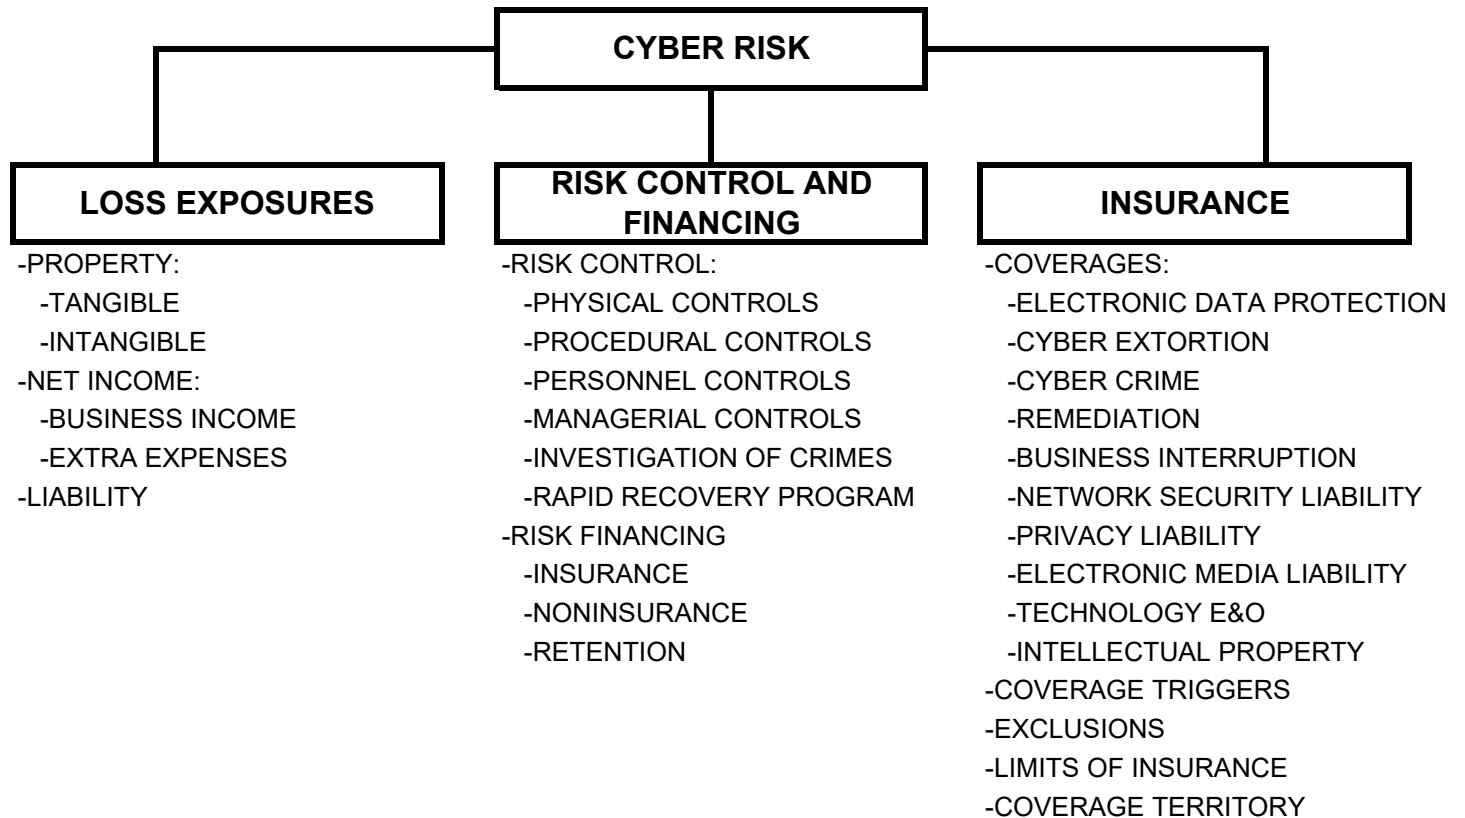 CYBER RISK
LOSS EXPOSURES
-PROPERTY:
-TANGIBLE
-INTANGIBLE
-NET INCOME:
-BUSINESS INCOME
-EXTRA EXPENSES
-LIABILITY
RISK CONTROL AND
FINANCING
-RISK CONTROL:
-PHYSICAL CONTROLS
-PROCEDURAL CONTROLS
-PERSONNEL CONTROLS
-MANAGERIAL CONTROLS
-INVESTIGATION OF CRIMES
-RAPID RECOVERY PROGRAM
-RISK FINANCING
-INSURANCE
-NONINSURANCE
-RETENTION
INSURANCE
-COVERAGES:
-ELECTRONIC DATA PROTECTION
-CYBER EXTORTION
-CYBER CRIME
-REMEDIATION
-BUSINESS INTERRUPTION
-NETWORK SECURITY LIABILITY
-PRIVACY LIABILITY
-ELECTRONIC MEDIA LIABILITY
-TECHNOLOGY E&O
-INTELLECTUAL PROPERTY
-COVERAGE TRIGGERS
-EXCLUSIONS
-LIMITS OF INSURANCE
-COVERAGE TERRITORY